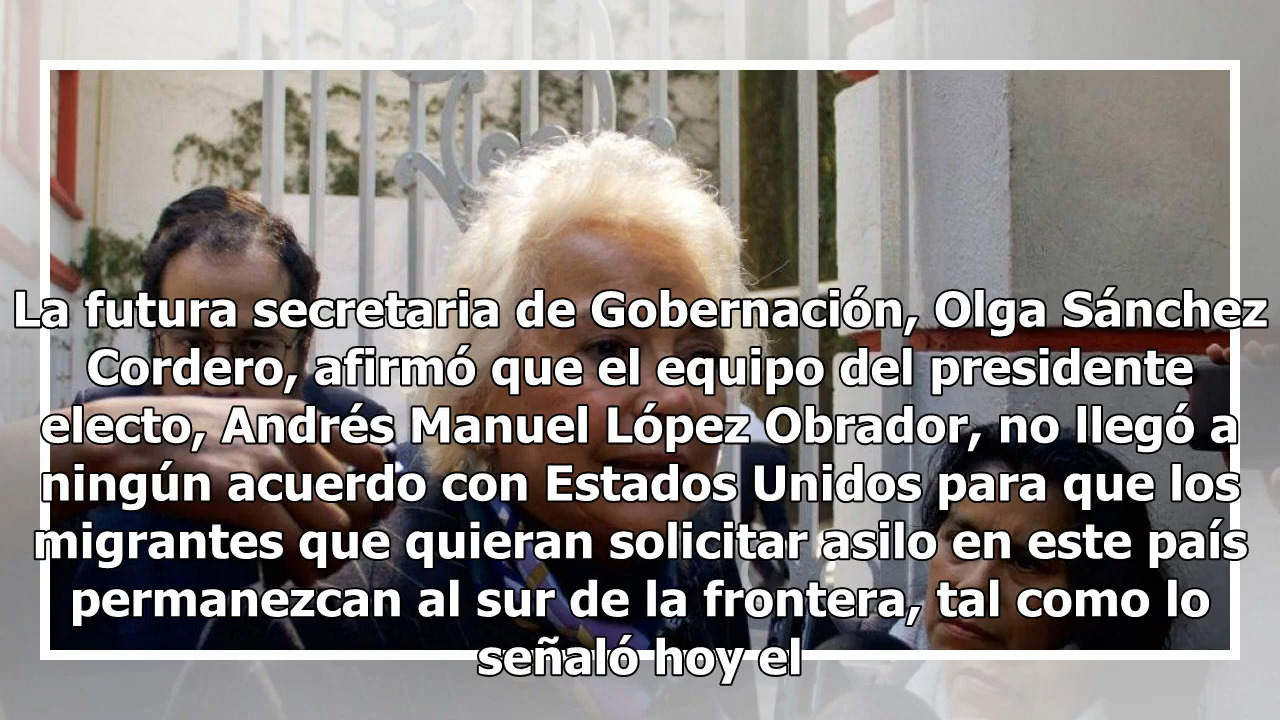 La futura secretaria de Gobernación, Olga Sánchez
Cordero, afirmó que el equipo del presidente
electo, Andrés Manuel López Obrador, no llegó a
ningún acuerdo con Estados Unidos para que los
migrantes que quieran solicitar asilo en este país
permanezcan al sur de la frontera, tal como lo
señaló hoy el